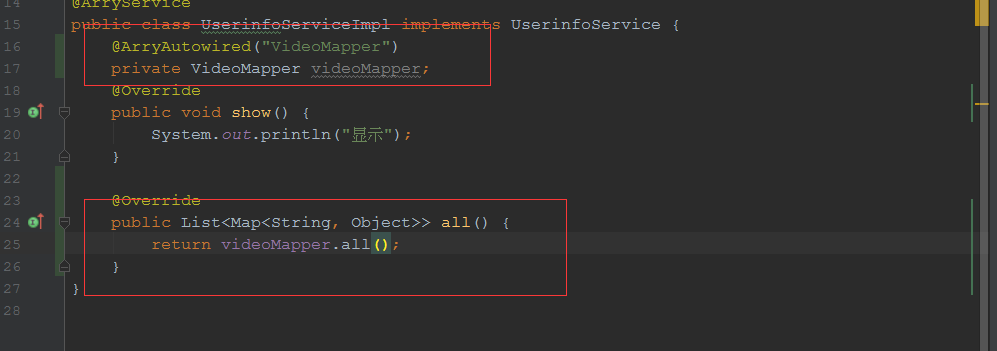 14 @ArryService
15 public class UserinfoServiceImpl implements UserinfoService {
16 @ArryAutowired("VideoMapper")
17 private VideoMapper videoMapper;
18 @Override
19 public void show() {
20 System.out.println("显示");
21 }
22
23 @Override
24 public List<Map<String, Object>> all() {
25 return videoMapper.all();
26 }
27 }
28